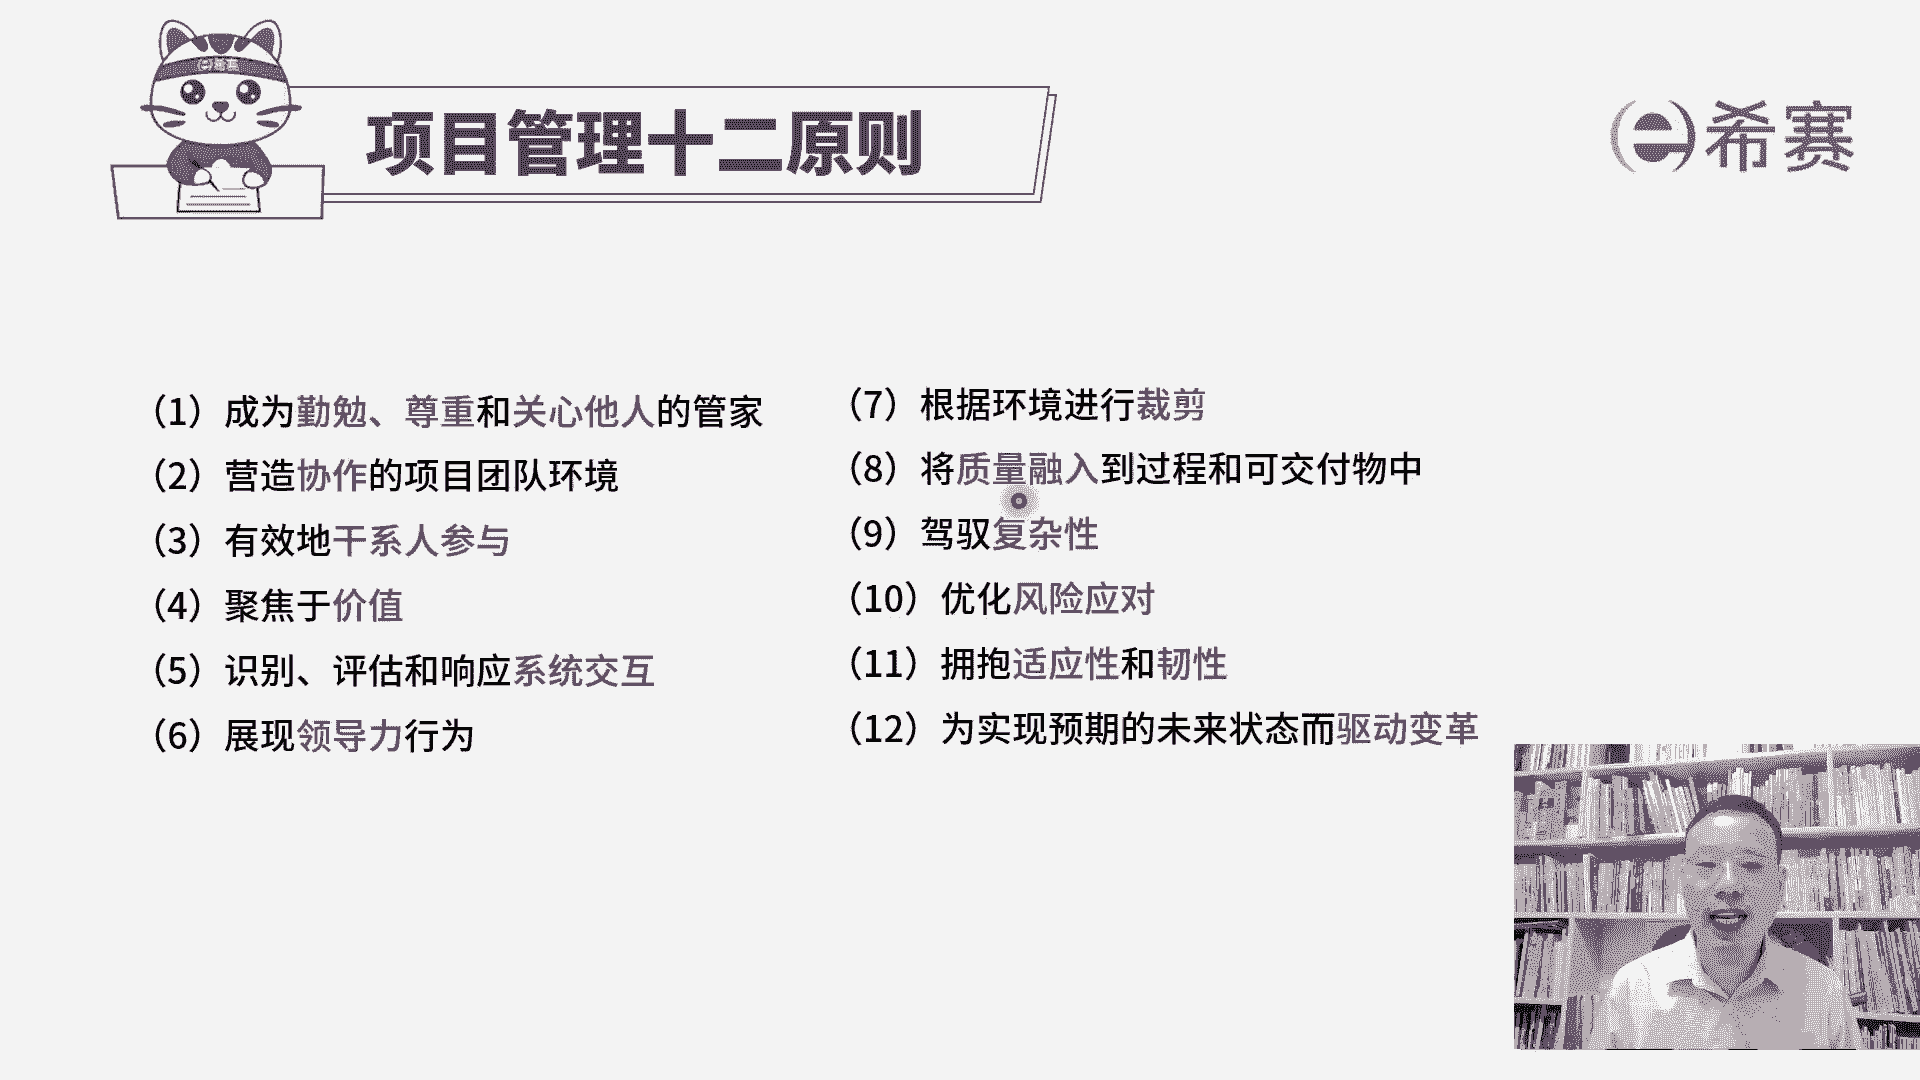 希赛
项目管理十二原则
希赛
(1) 成为勤勉、尊重和关心他人的管家
(2) 营造协作的项目团队环境
(3) 有效地干系人参与
(4) 聚焦于价值
(5) 识别、评估和响应系统交互
(6) 展现领导力行为
(7) 根据环境进行裁剪
(8) 将质量融入到过程和可交付物中
(9) 驾驭复杂性
(10) 优化风险应对
(11) 拥抱适应性和韧性
(12) 为实现预期的未来状态而驱动变革